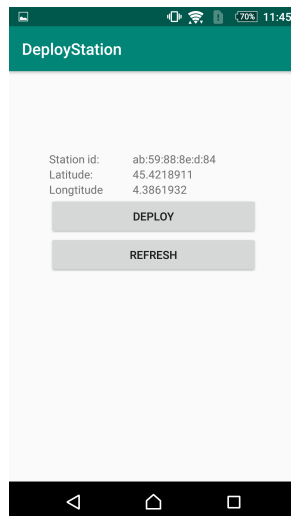 70% 11:45
DeployStation
Station id: ab:59:88:8e:d:84
Latitude: 45.4218911
Longtitude 4.3861932
DEPLOY
REFRESH